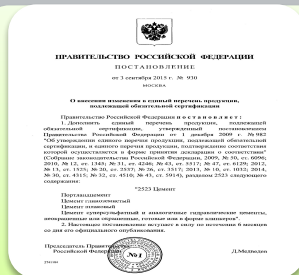 ПРАВИТЕЛЬСТВО РОССИЙСКОЙ ФЕДЕРАЦИИ
ПОСТАНОВЛЕНИЕ
от 3 сентября 2015 г. № 930
МОСКВА
О внесении изменения в единый перечень продукции,
подлежащей обязательной сертификации
Правительство Российской Федерации постановляет:
1. Дополнить единый перечень продукции, подлежащей
обязательной сертификации, утвержденный постановлением
Правительства Российской Федерации от 1 декабря 2009 г. № 982
"Об утверждении единого перечня продукции, подлежащей обязательной
сертификации, и единого перечня продукции, подтверждение соответствия
которой осуществляется в форме принятия декларации о соответствии"
(Собрание законодательства Российской Федерации, 2009, № 50, ст. 6096;
2010, № 12, ст. 1345; № 31, ст. 4246; № 43, ст. 5517; № 47, ст. 6129; 2012,
№ 13, ст. 1525; № 20, ст. 2537; № 26, ст. 3517; 2013, № 10, ст. 1032; 2014,
№ 30, ст. 4315; № 32, ст. 4510; № 43, ст. 5914), разделом 2523 следующего
содержания:
"2523 Цемент
Портландцемент
Цемент глиноземистый
Цемент шлаковый
Цемент суперсульфатный и аналогичные гидравлические цементы,
неокрашенные или окрашенные, готовые или в форме клинкеров".
2. Настоящее постановление вступает в силу по истечении 6 месяцев
со дня его официального опубликования.
Председатель Правительства
Российской Федерации
Д.Медведев
№1